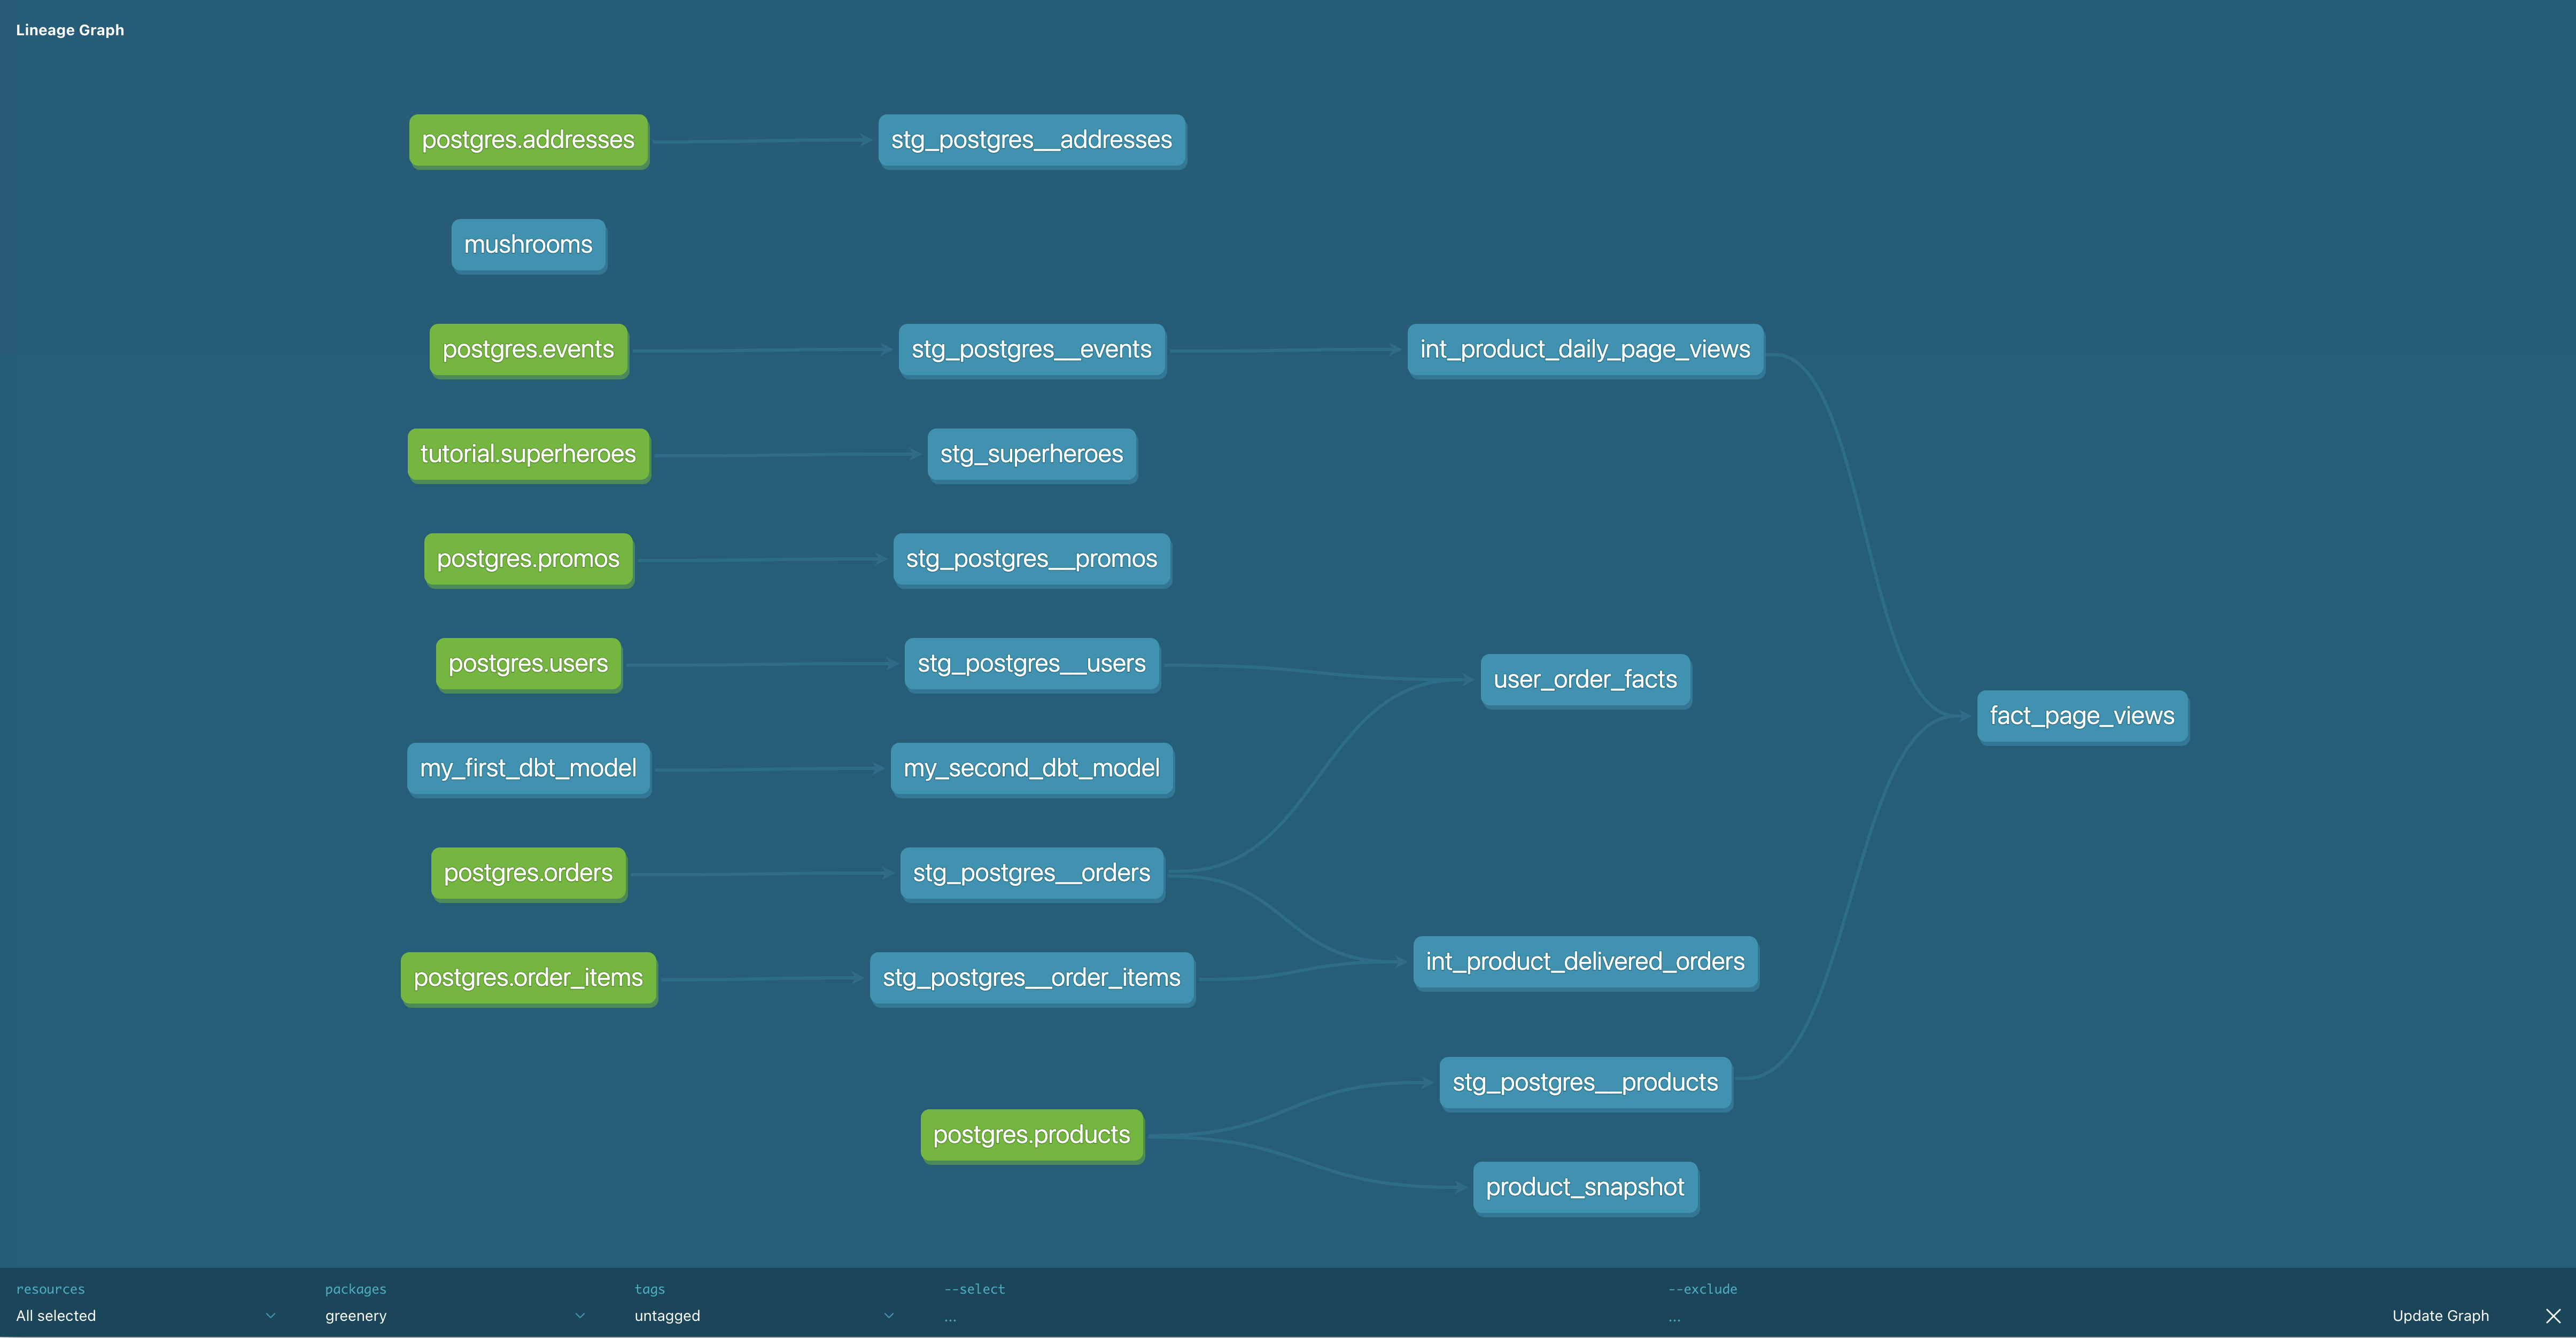 Lineage Graph
postgres.addresses
stg_postgres__addresses
mushrooms
postgres.events
stg_postgres__events
int_product_daily_page_views
tutorial.superheroes
stg_superheroes
postgres.promos
stg_postgres__promos
postgres.users
stg_postgres__users
user_order_facts
fact_page_views
my_first_dbt_model
my_second_dbt_model
postgres.orders
stg_postgres__orders
int_product_delivered_orders
postgres.order_items
stg_postgres__order_items
stg_postgres__products
postgres.products
product_snapshot
resources
All selected
packages
greenery
tags
untagged
--select
...
--exclude
...
Update Graph